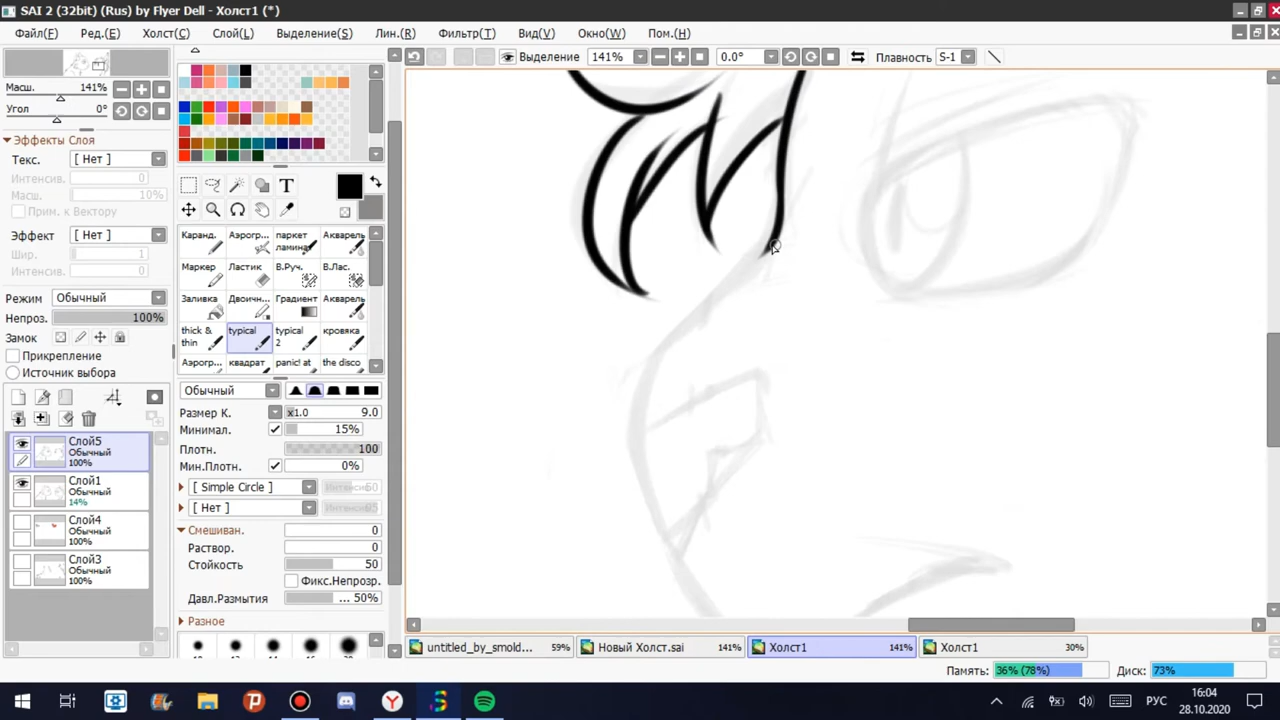 SAI 2 (32bit) (Rus) by Flyer Dell - Холст1 (*)
Файл(F) Ред.(E) Холст(C) Слой(L) Выделение(S) Лин.(R) Фильтр(T) Вид(V) Окно(W) Пом.(H)
Выделение 141% 0.0° Плавность S-1
Масш. 141%
Угол 0°
Эффекты Слоя
Текс. [ Нет ]
Интенсив. 0
Масш. 10%
Прим. к Вектору
Эффект [ Нет ]
Шир. 1
Интенсив. 0
Режим Обычный
Непроз. 100%
Замок
Прикрепление
Источник выбора
Слой5
Обычный
100%
Слой1
Обычный
14%
Слой4
Обычный
100%
Слой3
Обычный
100%
T
Каранд. Аэрогр... паркет ламина... Акварель
Маркер Ластик В.Руч. В.Лас.
Заливка Двоичн... Градиент Акварель
thick & thin typical typical 2 кровяка
Аэрогр... квадрат panic! at the disco
Обычный
Размер К. x1.0 9.0
Минимал. 15%
Плотн. 100
Мин.Плотн. 0%
[ Simple Circle ] Интенсив 50
[ Нет ]
Смешиван. 0
Раствор. 0
Стойкость 50
Фикс.Непрозр.
Давл.Размытия ... 50%
Разное
untitled_by_smold... 59% Новый Холст.sai 141% Холст1 141% Холст1 30%
Память: 36% (78%) Диск: 73%
РУС 16:04
28.10.2020